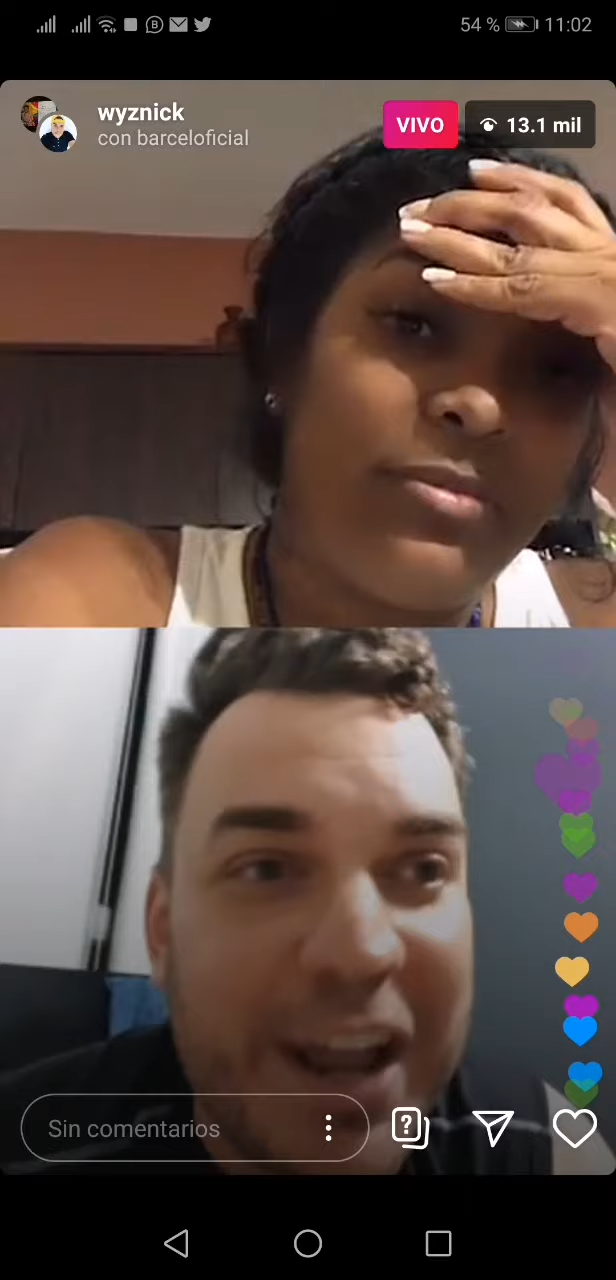 54 % 11:02
wyznick
con barceloficial
VIVO
13.1 mil
Sin comentarios